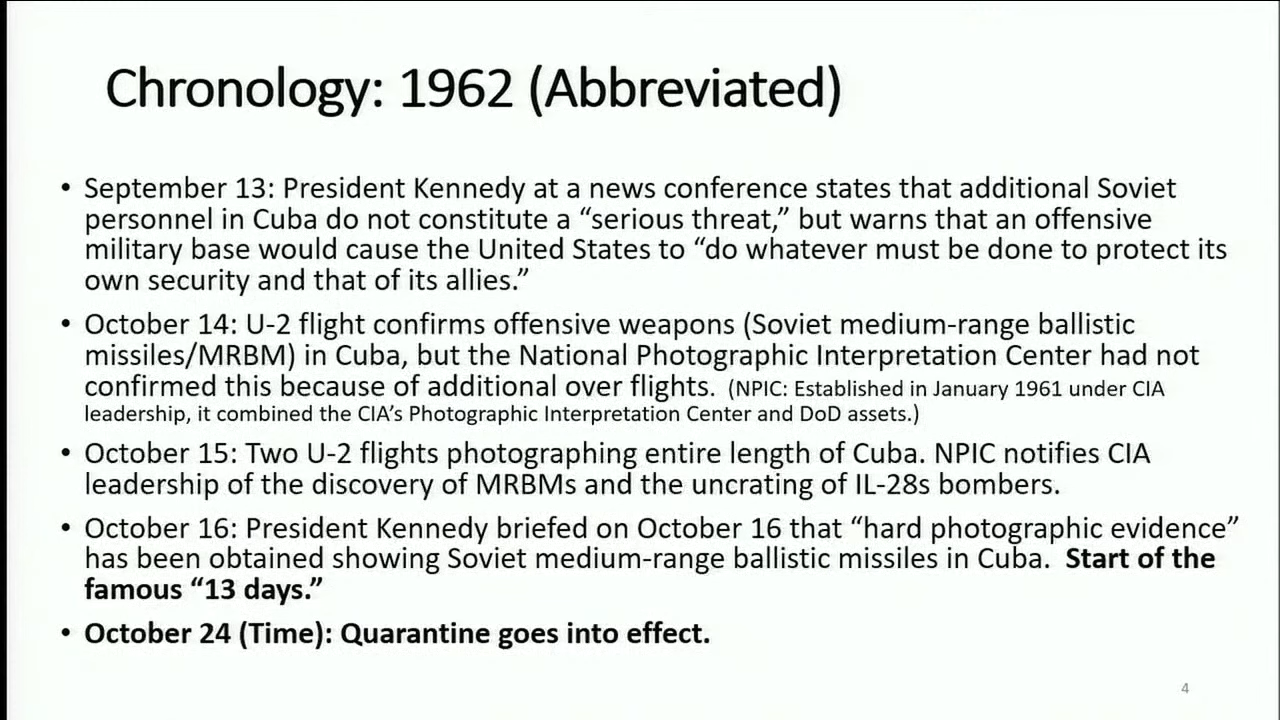 Chronology: 1962 (Abbreviated)
• September 13: President Kennedy at a news conference states that additional Soviet
personnel in Cuba do not constitute a “serious threat,” but warns that an offensive
military base would cause the United States to “do whatever must be done to protect its
own security and that of its allies.”
• October 14: U-2 flight confirms offensive weapons (Soviet medium-range ballistic
missiles/MRBM) in Cuba, but the National Photographic Interpretation Center had not
confirmed this because of additional over flights. (NPIC: Established in January 1961 under CIA
leadership, it combined the CIA’s Photographic Interpretation Center and DoD assets.)
• October 15: Two U-2 flights photographing entire length of Cuba. NPIC notifies CIA
leadership of the discovery of MRBMs and the uncrating of IL-28s bombers.
• October 16: President Kennedy briefed on October 16 that “hard photographic evidence”
has been obtained showing Soviet medium-range ballistic missiles in Cuba. Start of the
famous “13 days.”
• October 24 (Time): Quarantine goes into effect.
4